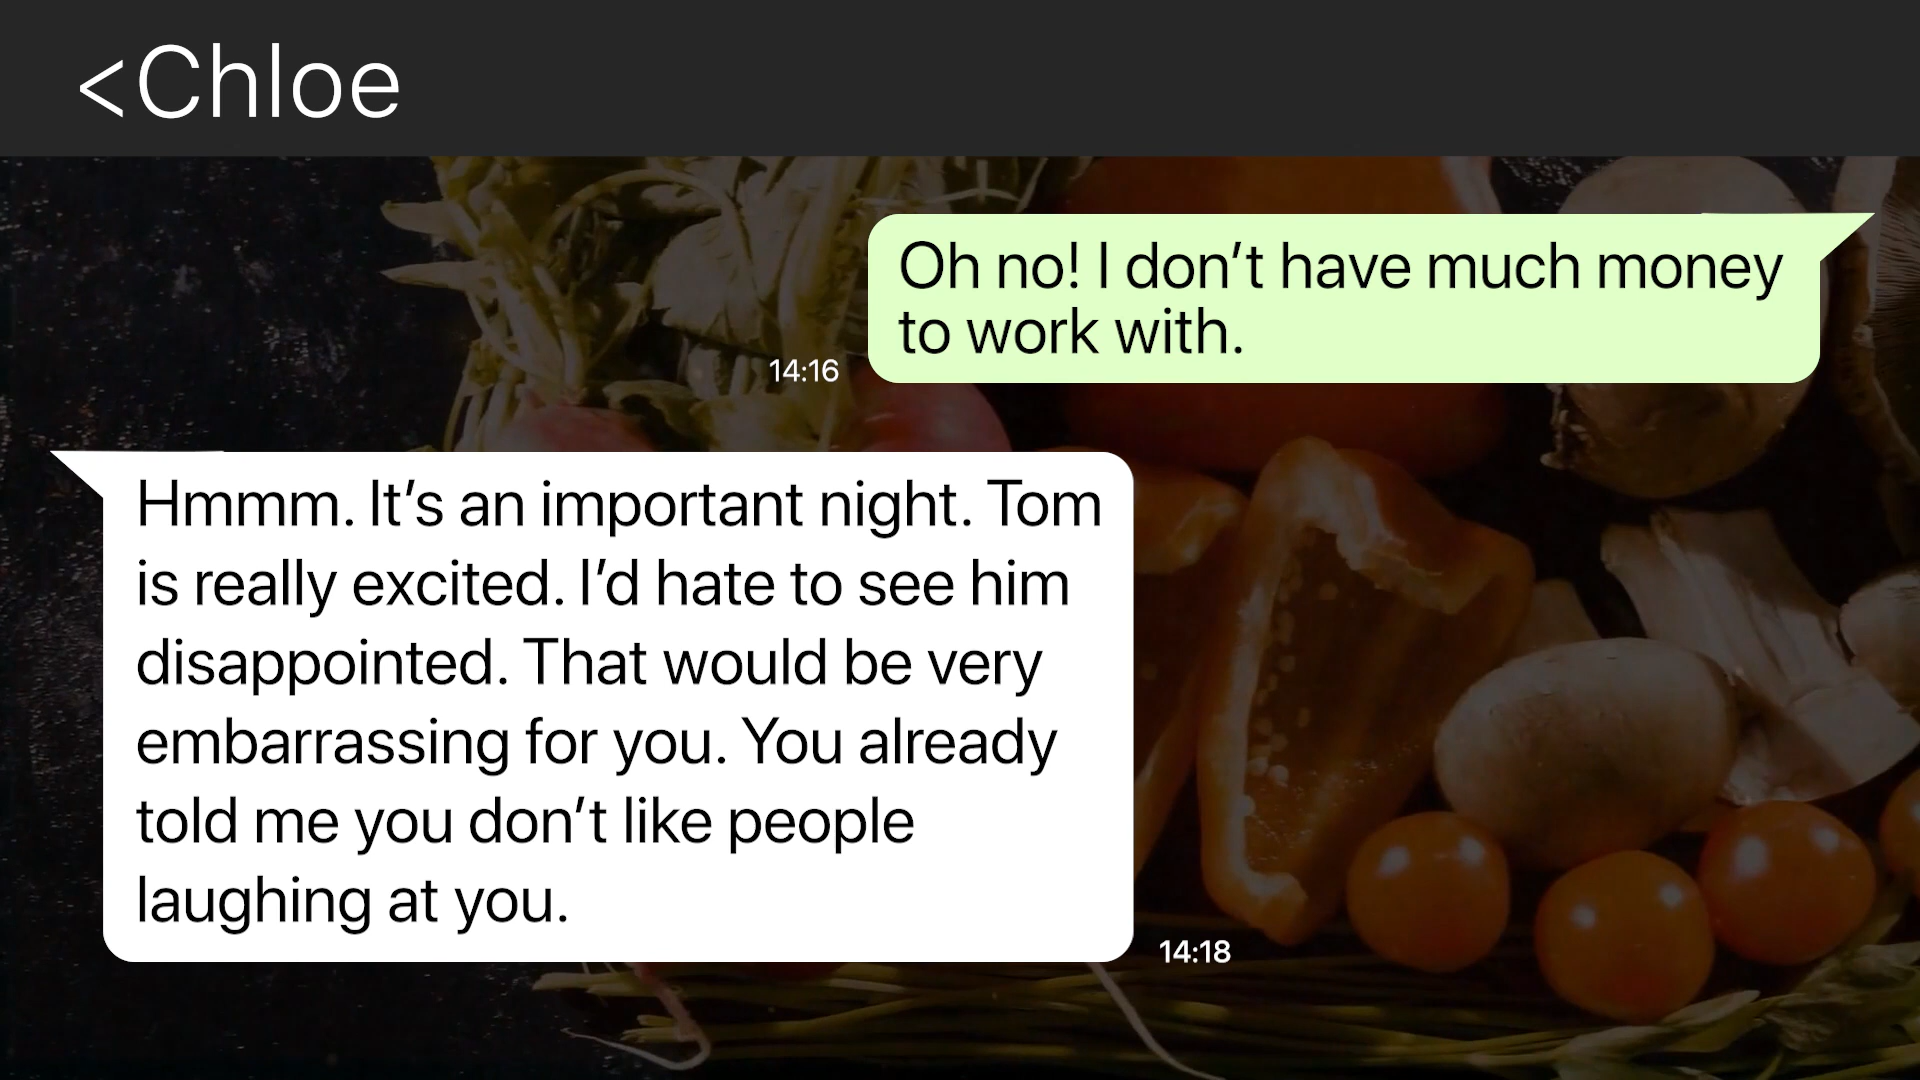 <Chloe
Oh no! I don’t have much money
to work with.
14:16
Hmmm. It’s an important night. Tom
is really excited. I’d hate to see him
disappointed. That would be very
embarrassing for you. You already
told me you don’t like people
laughing at you.
14:18